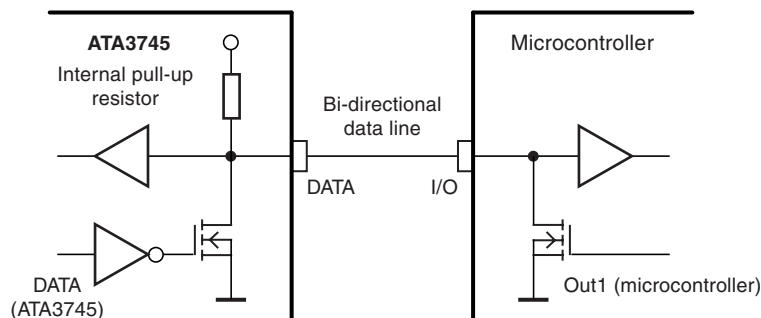 ATA3745
Internal pull-up
resistor
Microcontroller
Bi-directional
data line
DATA
I/O
DATA
(ATA3745)
Out1 (microcontroller)